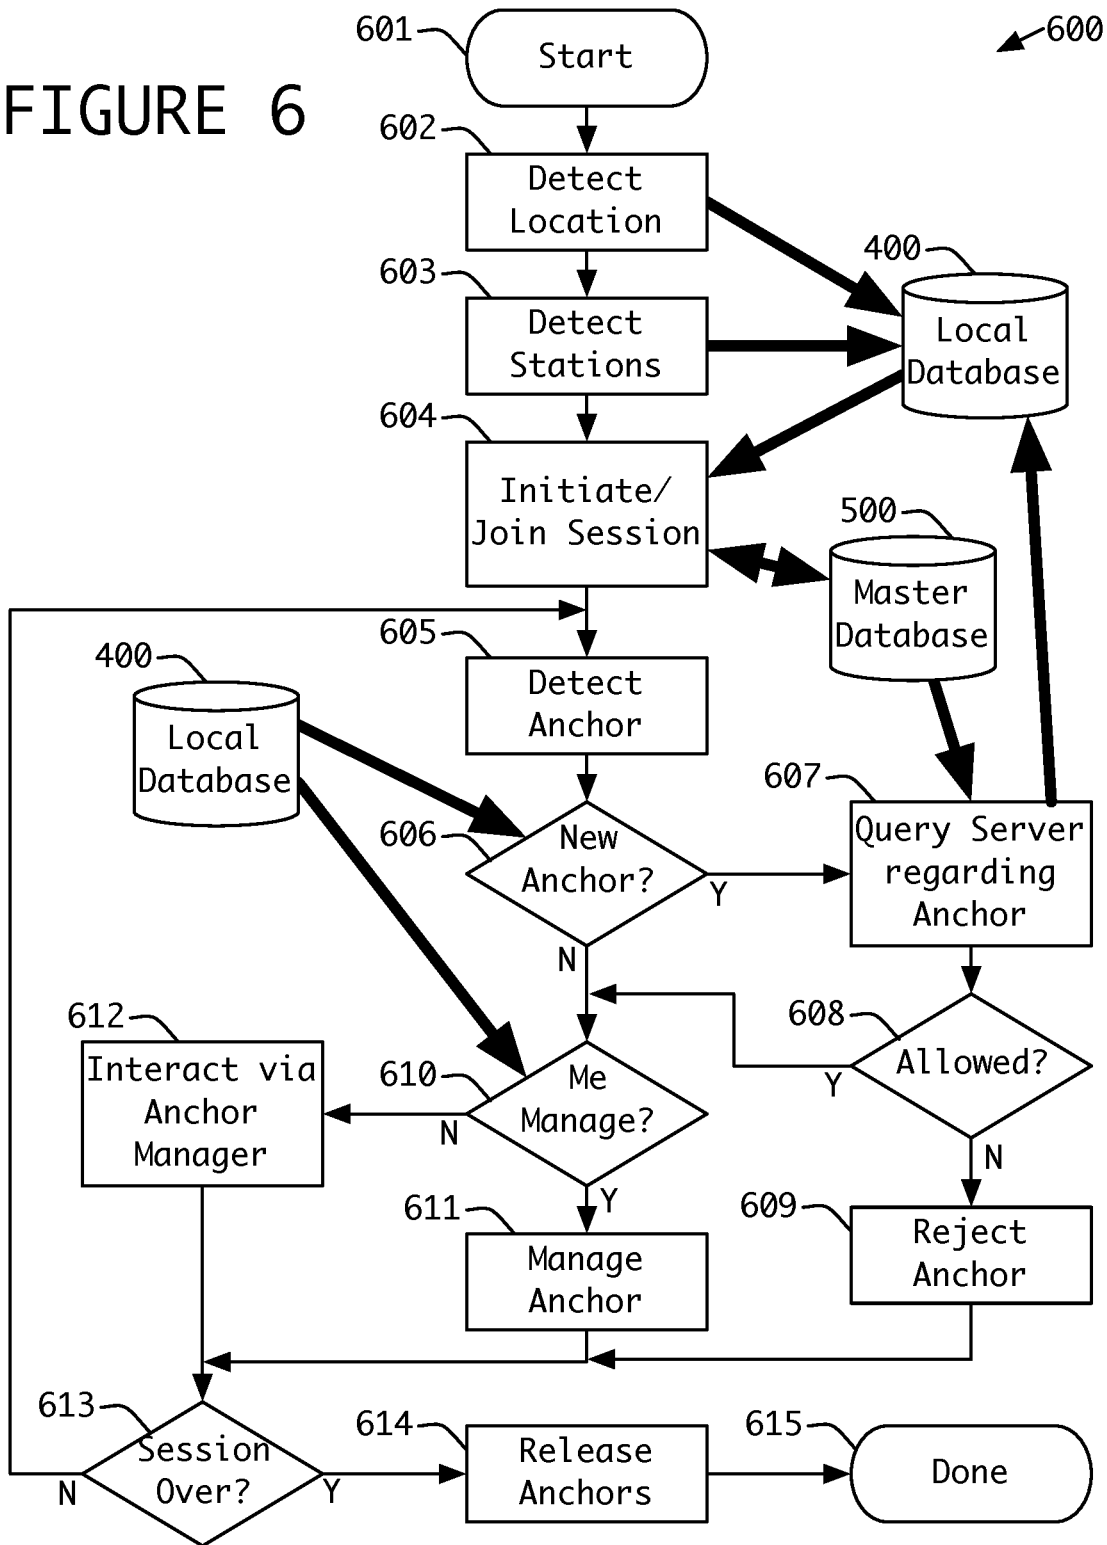 601
Start
600
FIGURE 6
602
Detect
Location
603
Detect
Stations
400
Local
Database
604
Initiate/
Join Session
500
Master
Database
605
Detect
Anchor
400
Local
Database
606
New
Anchor?
Y
N
607
Query Server
regarding
Anchor
608
Allowed?
Y
N
612
Interact via
Anchor
Manager
610
Me
Manage?
N
Y
611
Manage
Anchor
609
Reject
Anchor
613
Session
Over?
N
Y
614
Release
Anchors
615
Done